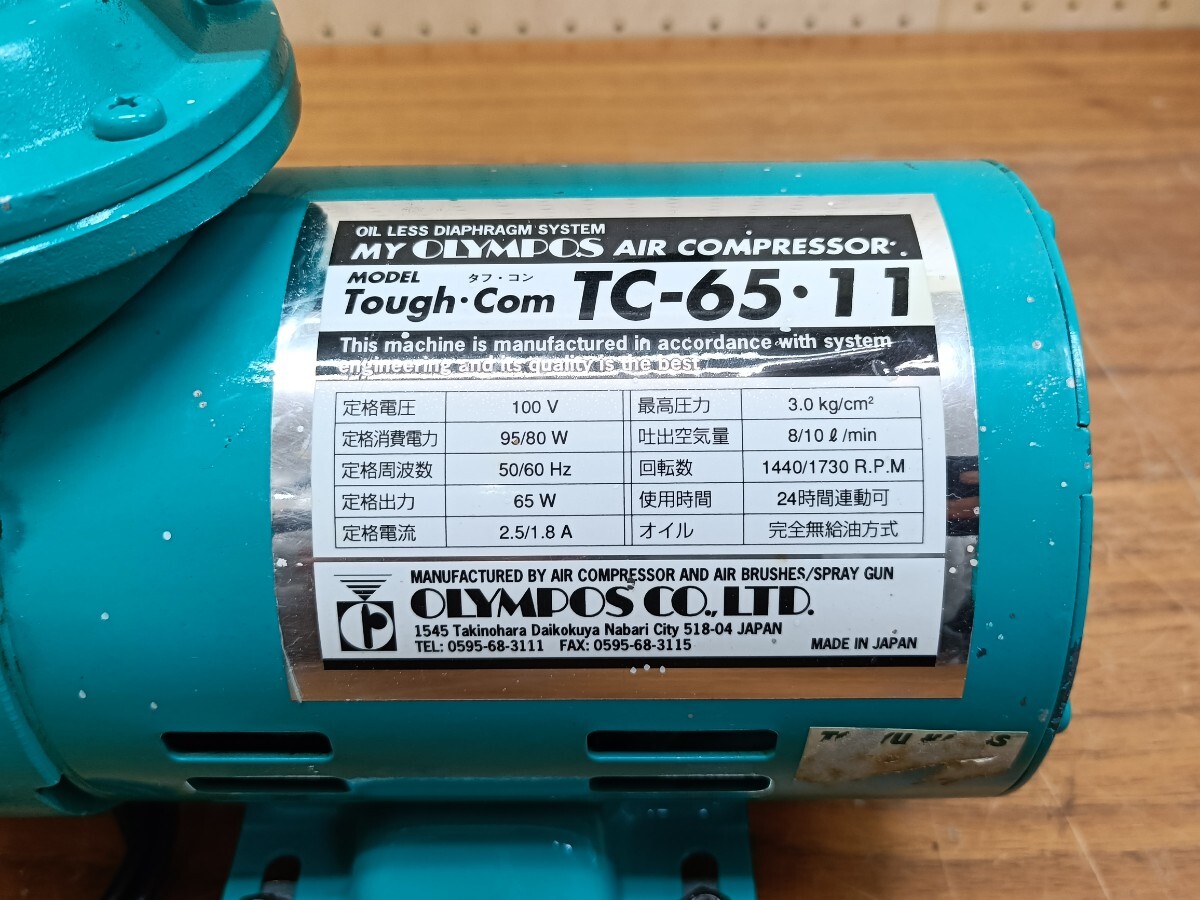 OIL LESS DIAPHRAGM SYSTEM
MY OLYMPOS AIR COMPRESSOR
MODEL タフ・コン
Tough・Com TC-65・11
This machine is manufactured in accordance with system
engineering and its quality is the best
定格電圧 100 V 最高圧力 3.0 kg/cm²
定格消費電力 95/80 W 吐出空気量 8/10 ℓ/min
定格周波数 50/60 Hz 回転数 1440/1730 R.P.M
定格出力 65 W 使用時間 24時間連動可
定格電流 2.5/1.8 A オイル 完全無給油方式
MANUFACTURED BY AIR COMPRESSOR AND AIR BRUSHES/SPRAY GUN
OLYMPOS CO., LTD.
1545 Takinohara Daikokuya Nabari City 518-04 JAPAN
TEL: 0595-68-3111 FAX: 0595-68-3115 MADE IN JAPAN